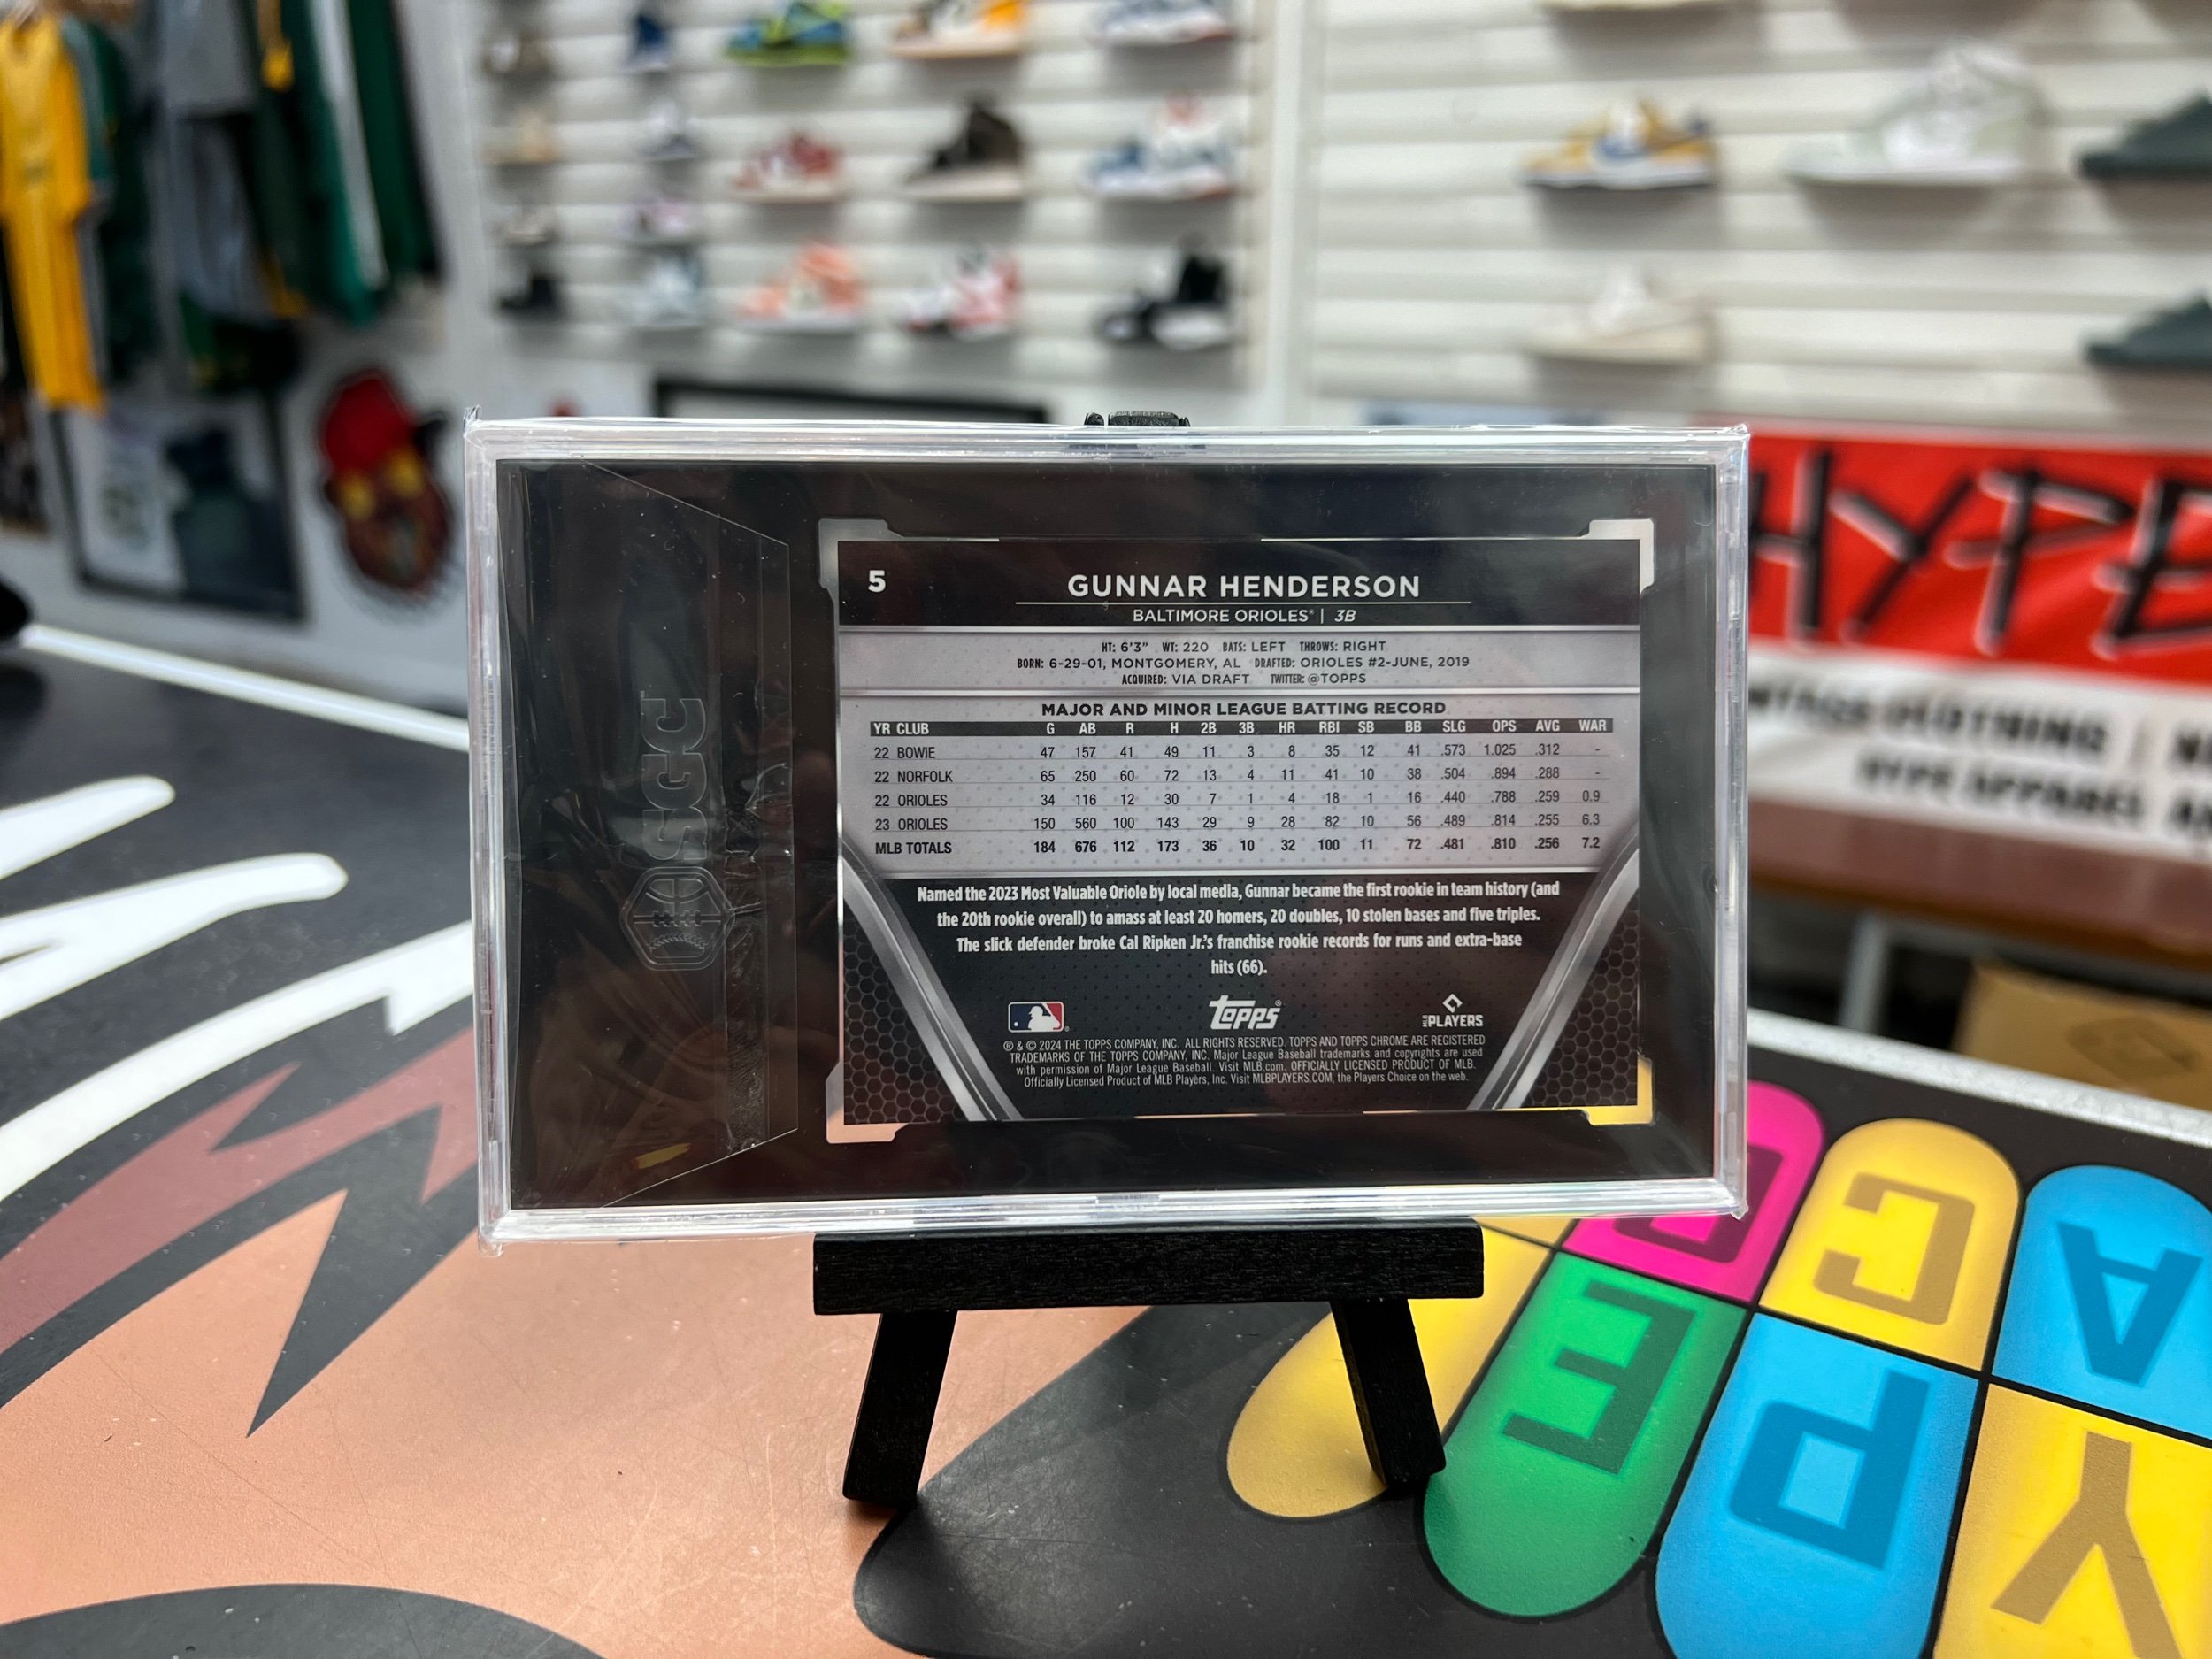 5
GUNNAR HENDERSON
BALTIMORE ORIOLES® | 3B
HT: 6'3" WT: 220 BATS: LEFT THROWS: RIGHT
BORN: 6-29-01, MONTGOMERY, AL DRAFTED: ORIOLES #2-JUNE, 2019
ACQUIRED: VIA DRAFT TWITTER: @TOPPS
MAJOR AND MINOR LEAGUE BATTING RECORD
YR CLUB G AB R H 2B 3B HR RBI SB BB SLG OPS AVG WAR
22 BOWIE 47 157 41 49 11 3 8 35 12 41 .573 1.025 .312 -
22 NORFOLK 65 250 60 72 13 4 11 41 10 38 .504 .894 .288 -
22 ORIOLES 34 116 12 30 7 1 4 18 1 16 .440 .788 .259 0.9
23 ORIOLES 150 560 100 143 29 9 28 82 10 56 .489 .814 .255 6.3
MLB TOTALS 184 676 112 173 36 10 32 100 11 72 .481 .810 .256 7.2
Named the 2023 Most Valuable Oriole by local media, Gunnar became the first rookie in team history (and
the 20th rookie overall) to amass at least 20 homers, 20 doubles, 10 stolen bases and five triples.
The slick defender broke Cal Ripken Jr.'s franchise rookie records for runs and extra-base
hits (66).
topps®
MLB PLAYERS
® & © 2024 THE TOPPS COMPANY, INC. ALL RIGHTS RESERVED. TOPPS AND TOPPS CHROME ARE REGISTERED
TRADEMARKS OF THE TOPPS COMPANY, INC. Major League Baseball trademarks and copyrights are used
with permission of Major League Baseball. Visit MLB.com. OFFICIALLY LICENSED PRODUCT OF MLB.
Officially Licensed Product of MLB Players, Inc. Visit MLBPLAYERS.COM, the Players Choice on the web.
SGC
HYPE
CLOTHING |
HYPE APPAREL
C A
E P Y